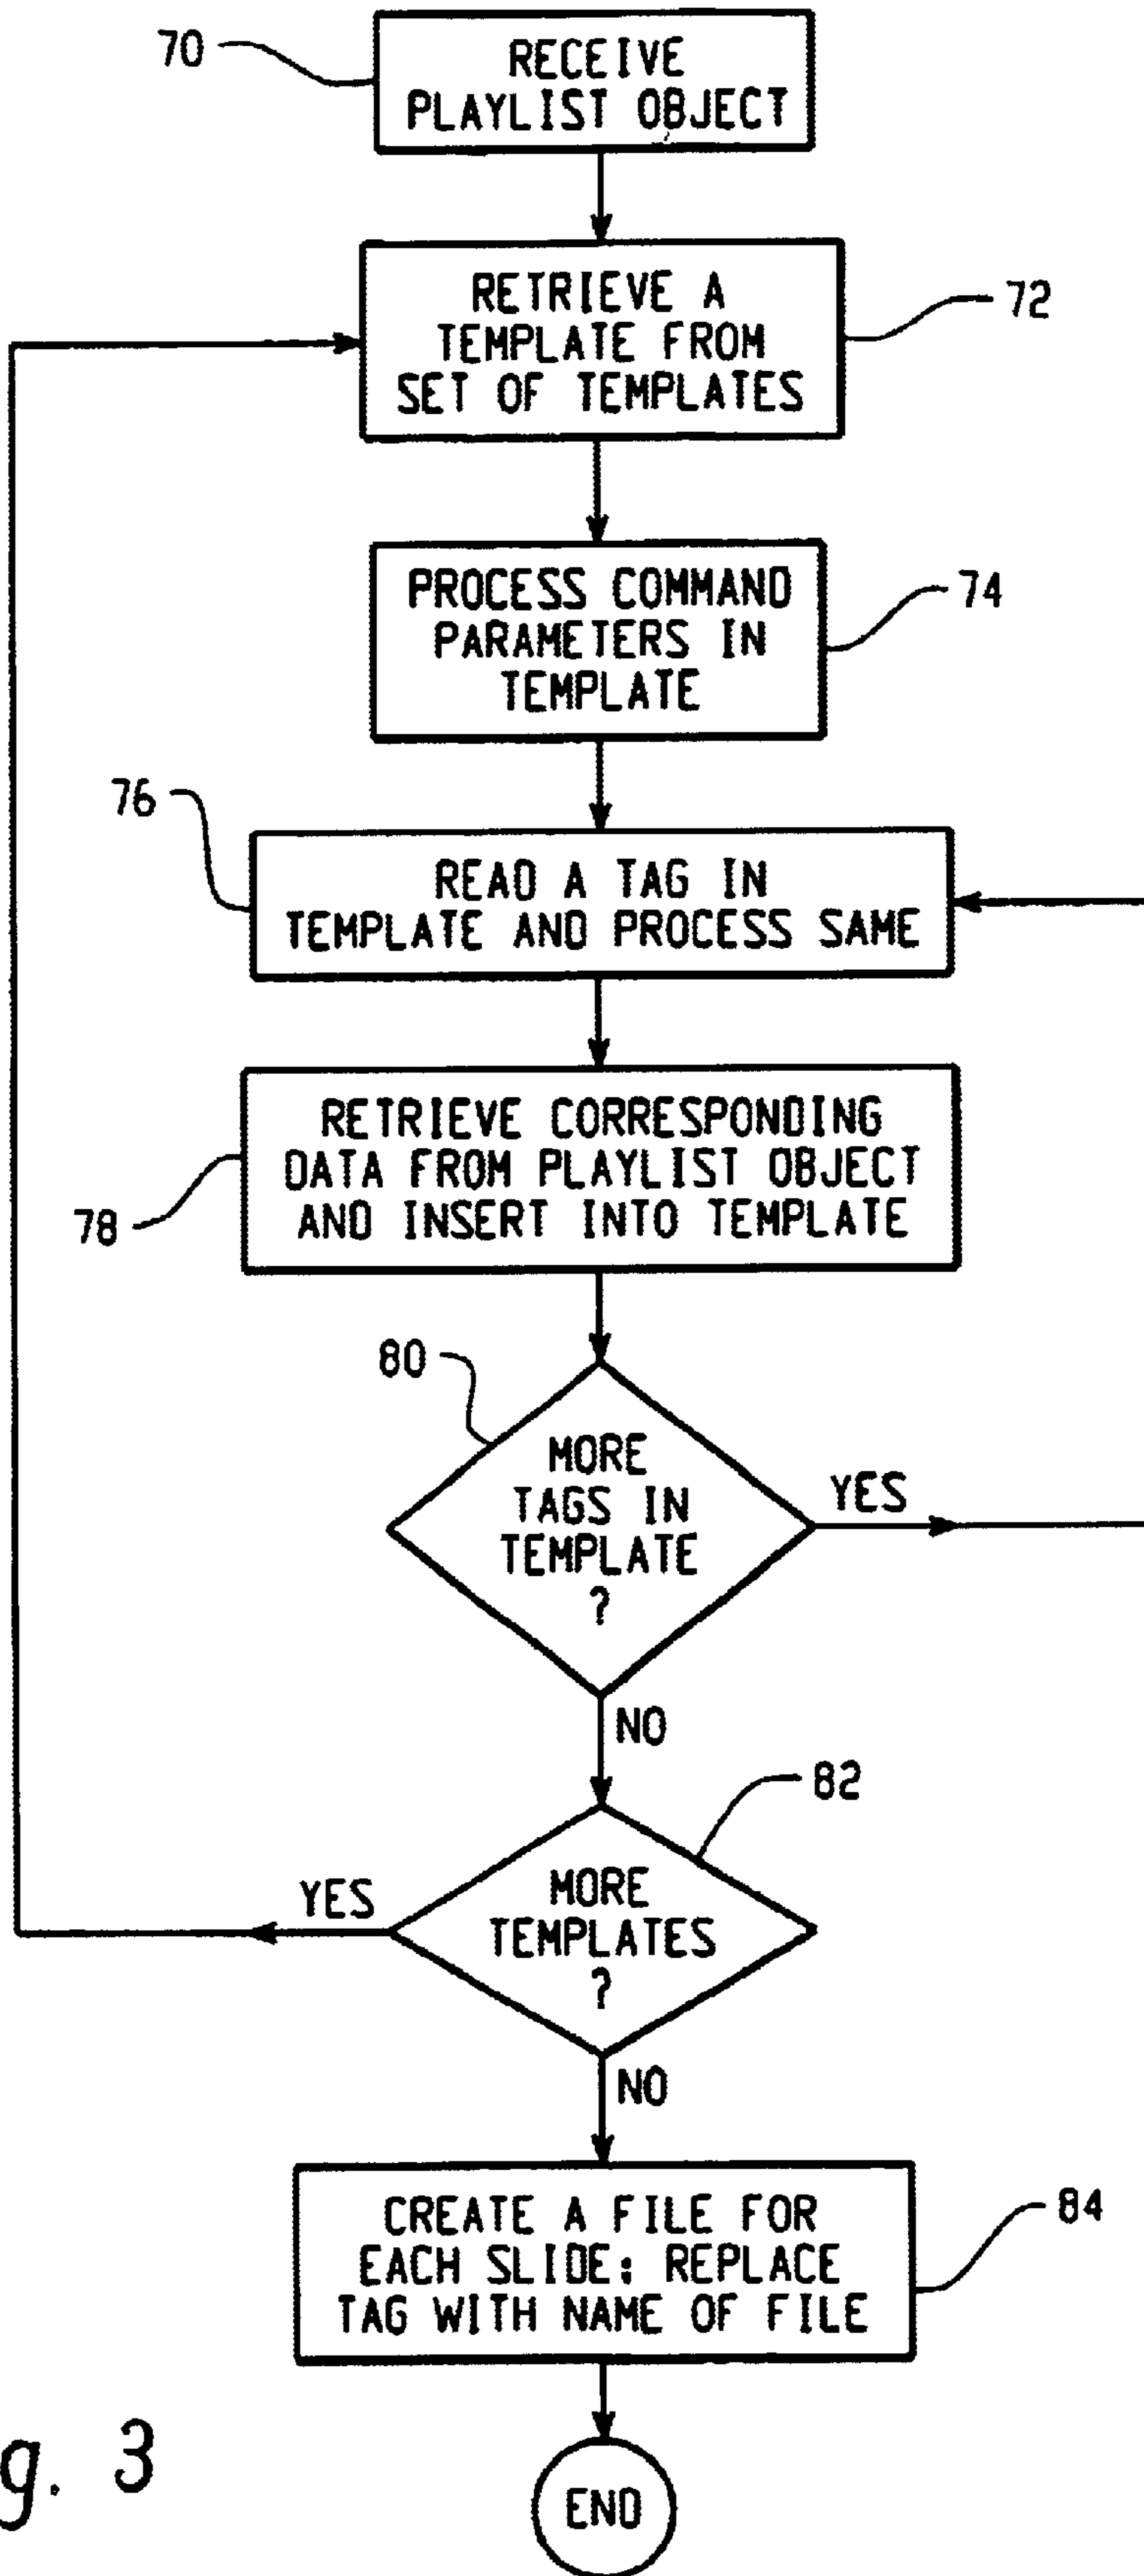 70
RECEIVE
PLAYLIST OBJECT
RETRIEVE A
TEMPLATE FROM
SET OF TEMPLATES
72
PROCESS COMMAND
PARAMETERS IN
TEMPLATE
74
76
READ A TAG IN
TEMPLATE AND PROCESS SAME
RETRIEVE CORRESPONDING
DATA FROM PLAYLIST OBJECT
AND INSERT INTO TEMPLATE
78
80
MORE
TAGS IN
TEMPLATE
?
YES
NO
82
MORE
TEMPLATES
?
YES
NO
CREATE A FILE FOR
EACH SLIDE; REPLACE
TAG WITH NAME OF FILE
84
END
g. 3